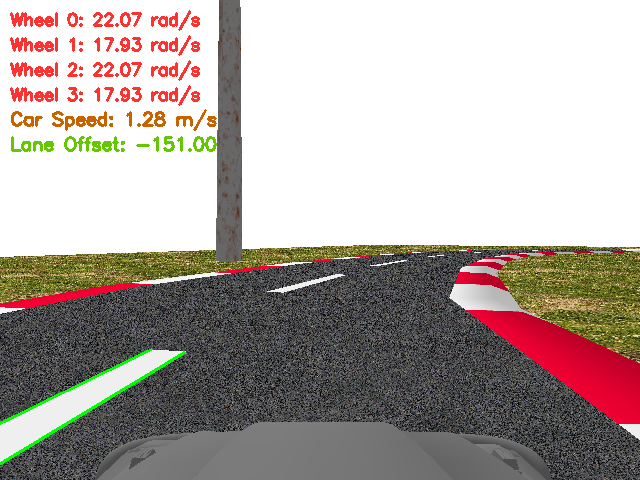 Wheel 0: 22.07 rad/s
Wheel 1: 17.93 rad/s
Wheel 2: 22.07 rad/s
Wheel 3: 17.93 rad/s
Car Speed: 1.28 m/s
Lane Offset: -151.00